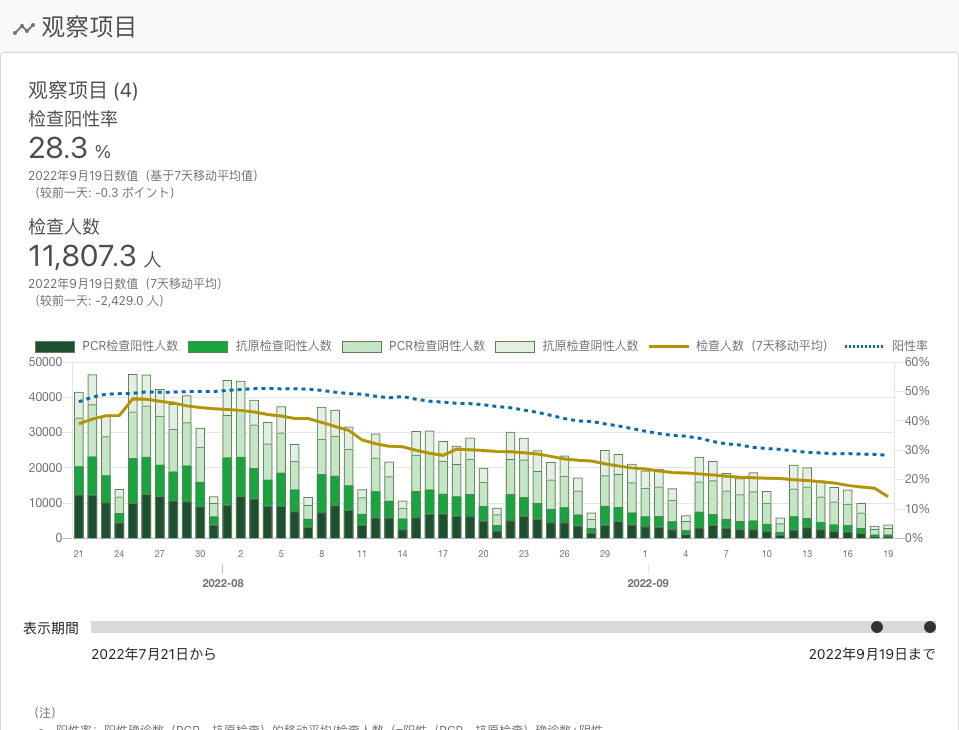 观察项目
观察项目 (4)
检查阳性率
28.3 %
2022年9月19日数值（基于7天移动平均值)
（较前一天: -0.3 ポイント）
检查人数
11,807.3 人
2022年9月19日数值（7天移动平均)
（较前一天: -2,429.0 人）
PCR检查阳性人数 抗原检查阳性人数 PCR检查阴性人数 抗原检查阴性人数 检查人数（7天移动平均） 阳性率
50000 60%
40000 50%
30000 40%
20000 30%
10000 20%
0 10%
0%
21 24 27 30 2 5 8 11 14 17 20 23 26 29 1 4 7 10 13 16 19
2022-08 2022-09
表示期間
2022年7月21日から 2022年9月19日まで
（注）